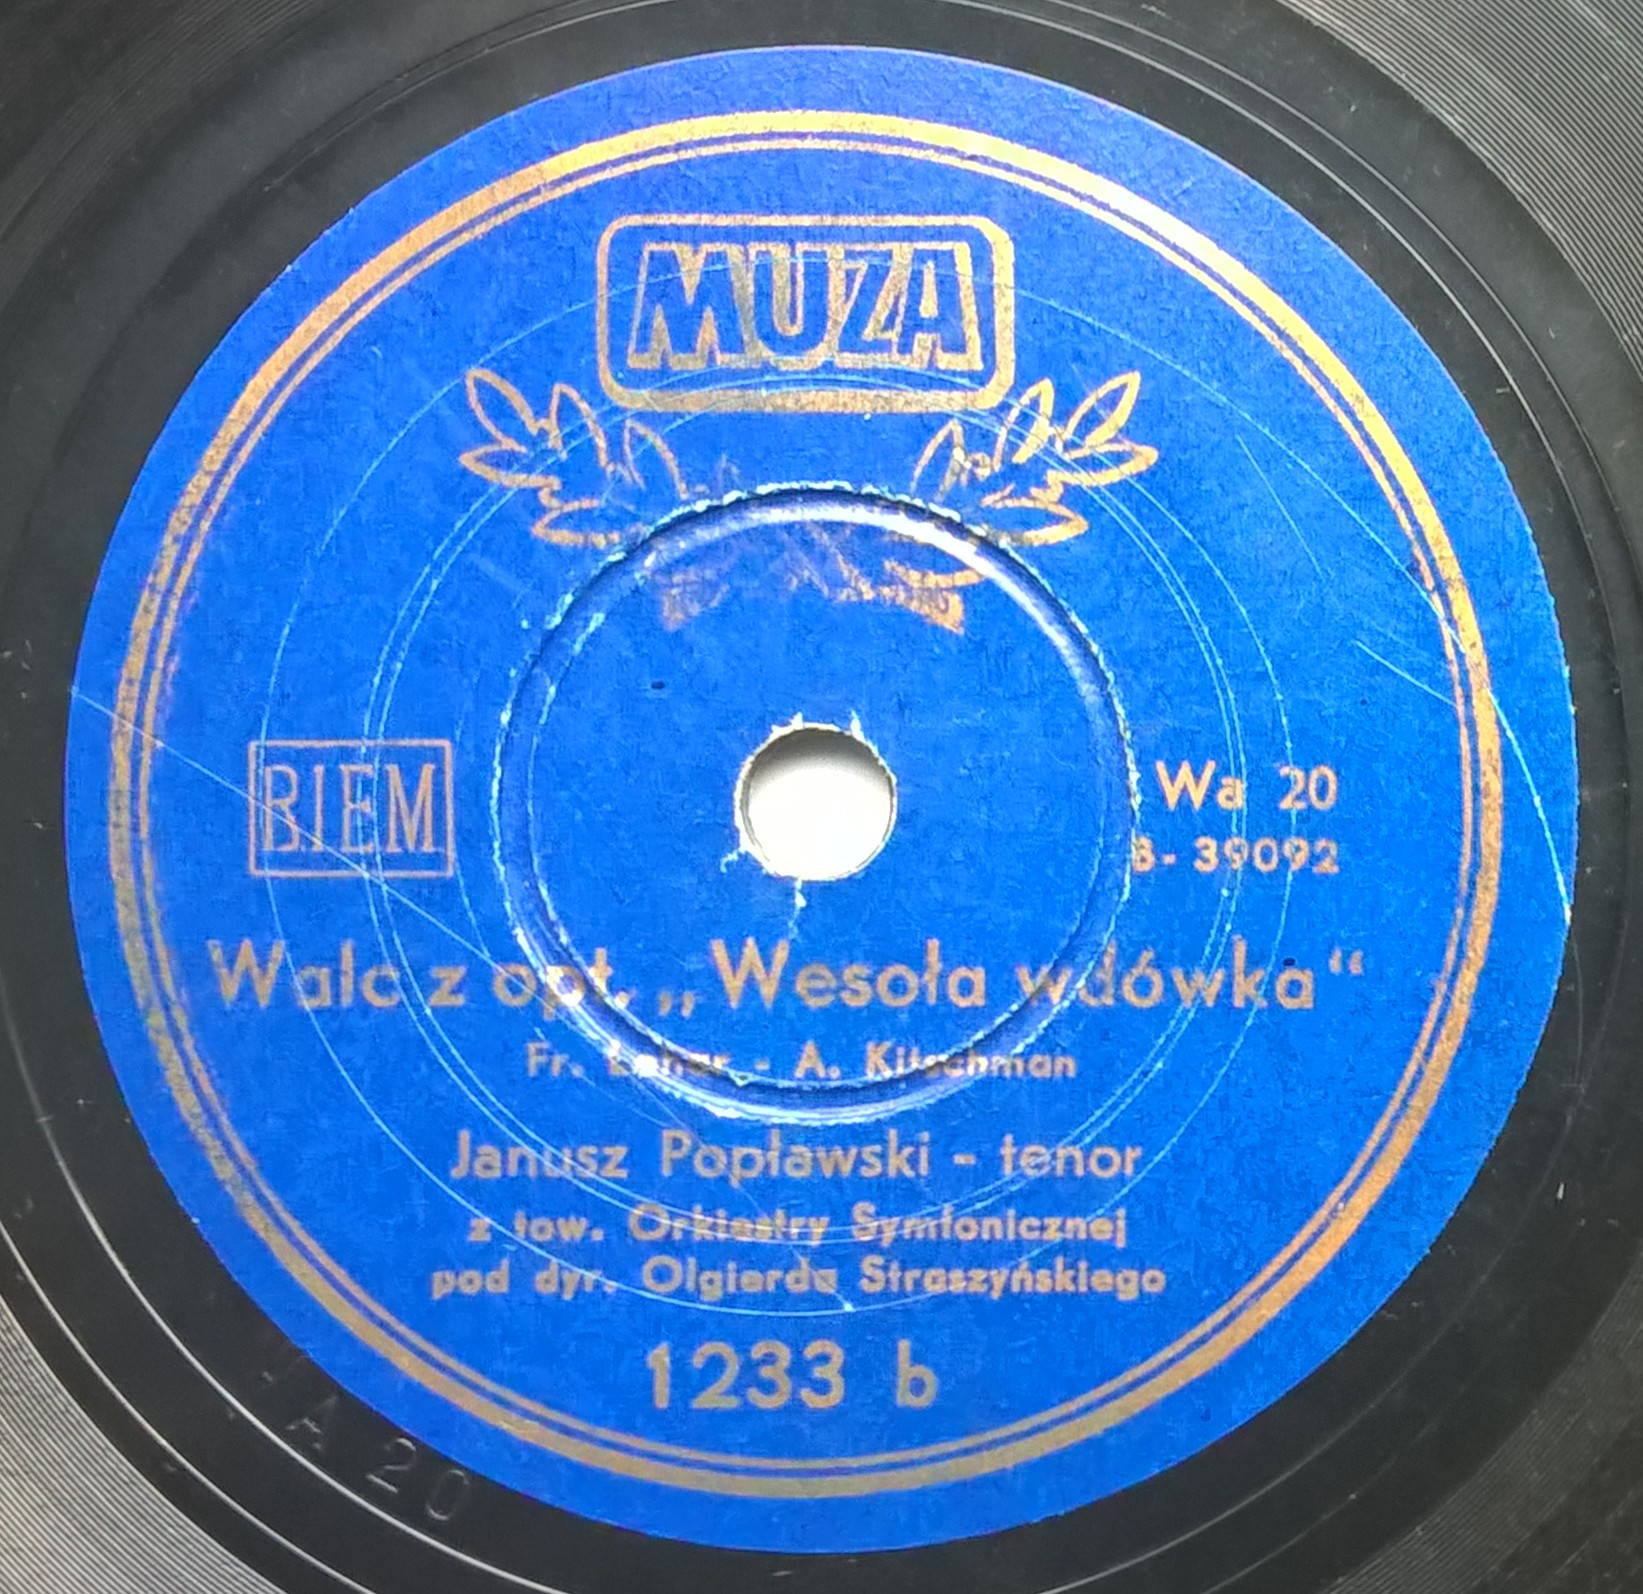 MUZA
B.I.E.M
Wa 20
B-39092
Walc z opt. „Wesoła wdówka“
Fr. Lehar - A. Kitschman
Janusz Popławski - tenor
z tow. Orkiestry Symfonicznej
pod dyr. Olgierda Straszyńskiego
1233 b
A 20